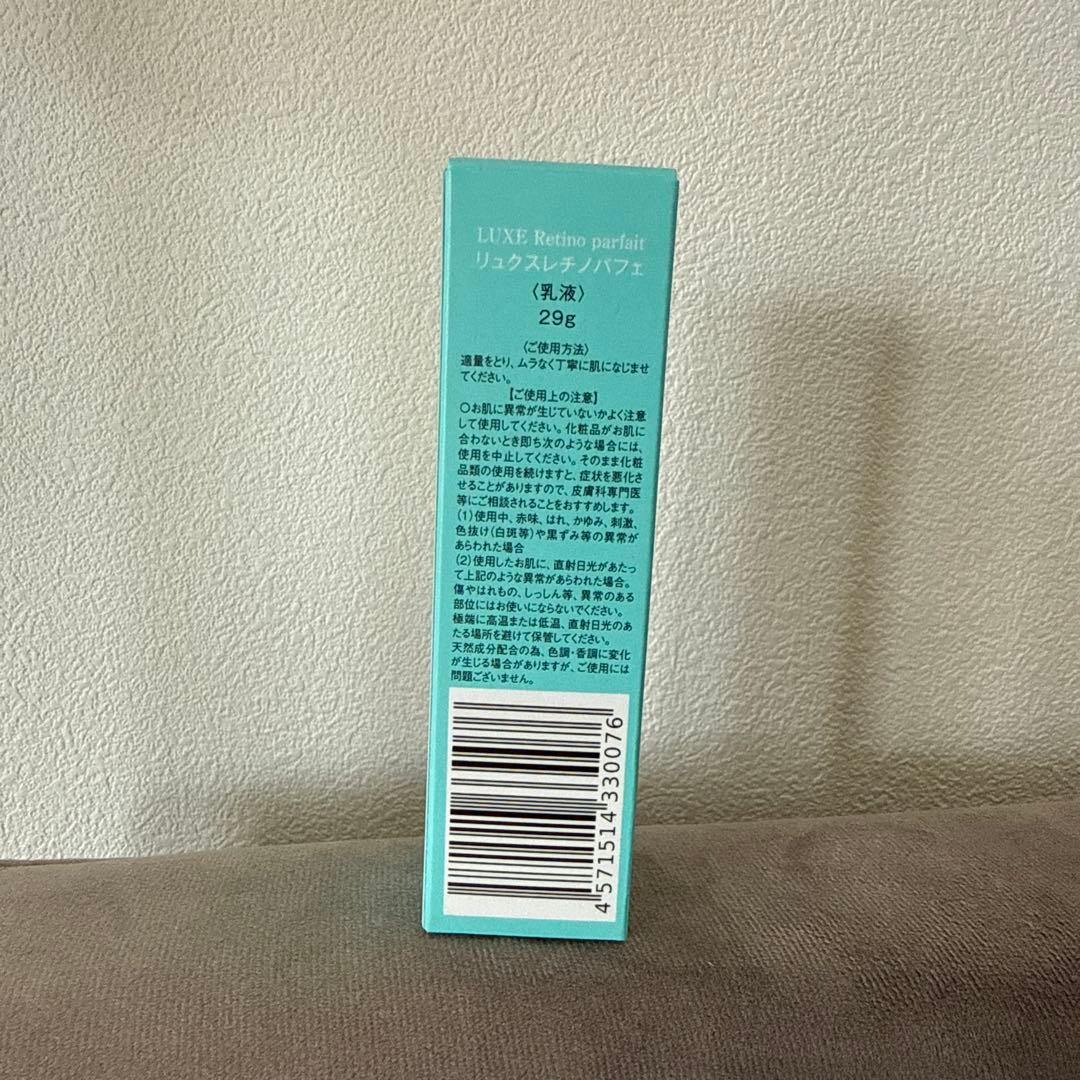 LUXE Retino parfait
リュクスレチノパフェ
〈乳液〉
29g
〈ご使用方法〉
適量をとり、ムラなく丁寧に肌になじませ
てください。
【ご使用上の注意】
〇お肌に異常が生じていないかよく注意
して使用してください。化粧品がお肌に
合わないとき即ち次のような場合には、
使用を中止してください。そのまま化粧
品類の使用を続けますと、症状を悪化さ
せることがありますので、皮膚科専門医
等にご相談されることをおすすめします。
(1)使用中、赤味、はれ、かゆみ、刺激、
色抜け(白斑等)や黒ずみ等の異常が
あらわれた場合
(2)使用したお肌に、直射日光があたっ
て上記のような異常があらわれた場合。
傷やはれもの、しっしん等、異常のある
部位にはお使いにならないでください。
極端に高温または低温、直射日光のあ
たる場所を避けて保管してください。
天然成分配合の為、色調・香調に変化
が生じる場合がありますが、ご使用には
問題ございません。
4 571514 330076